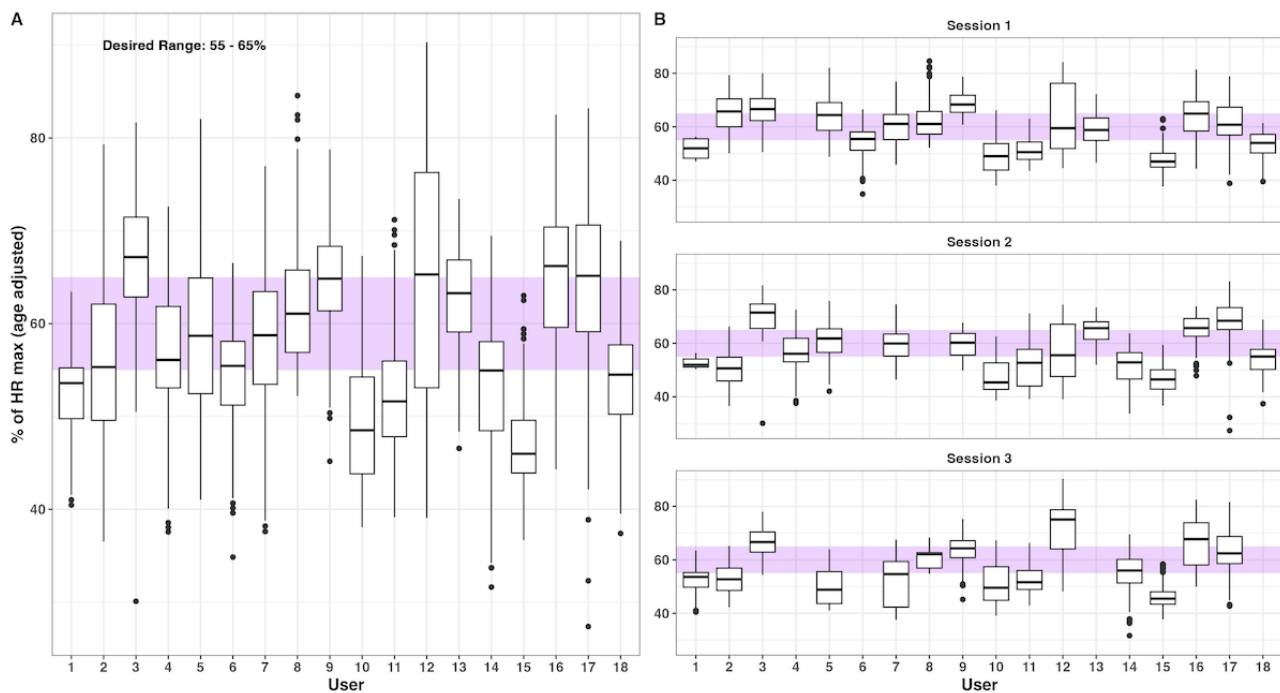 A
Desired Range: 55 - 65%
% of HR max (age adjusted)
80
60
40
1 2 3 4 5 6 7 8 9 10 11 12 13 14 15 16 17 18
User
B
Session 1
80
60
40
Session 2
80
60
40
Session 3
80
60
40
1 2 3 4 5 6 7 8 9 10 11 12 13 14 15 16 17 18
User